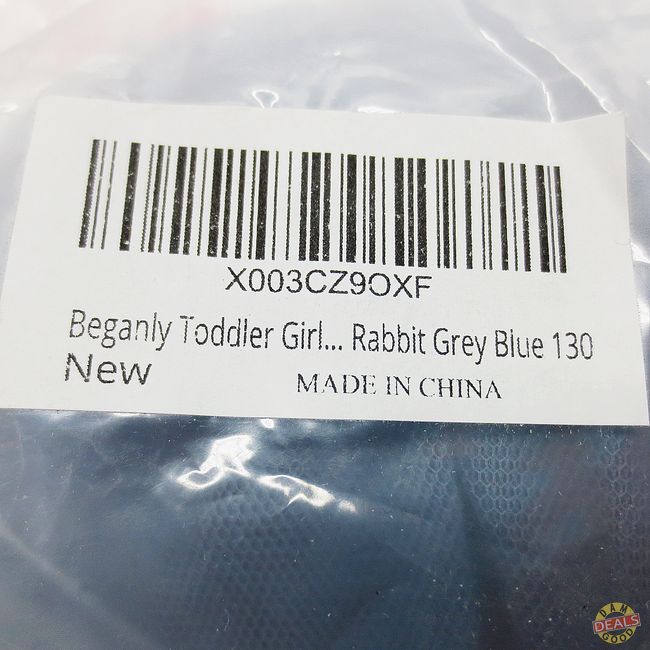 X003CZ9OXF
Beganly Toddler Girl... Rabbit Grey Blue 130
New
MADE IN CHINA
DAM
DEALS
GOOD